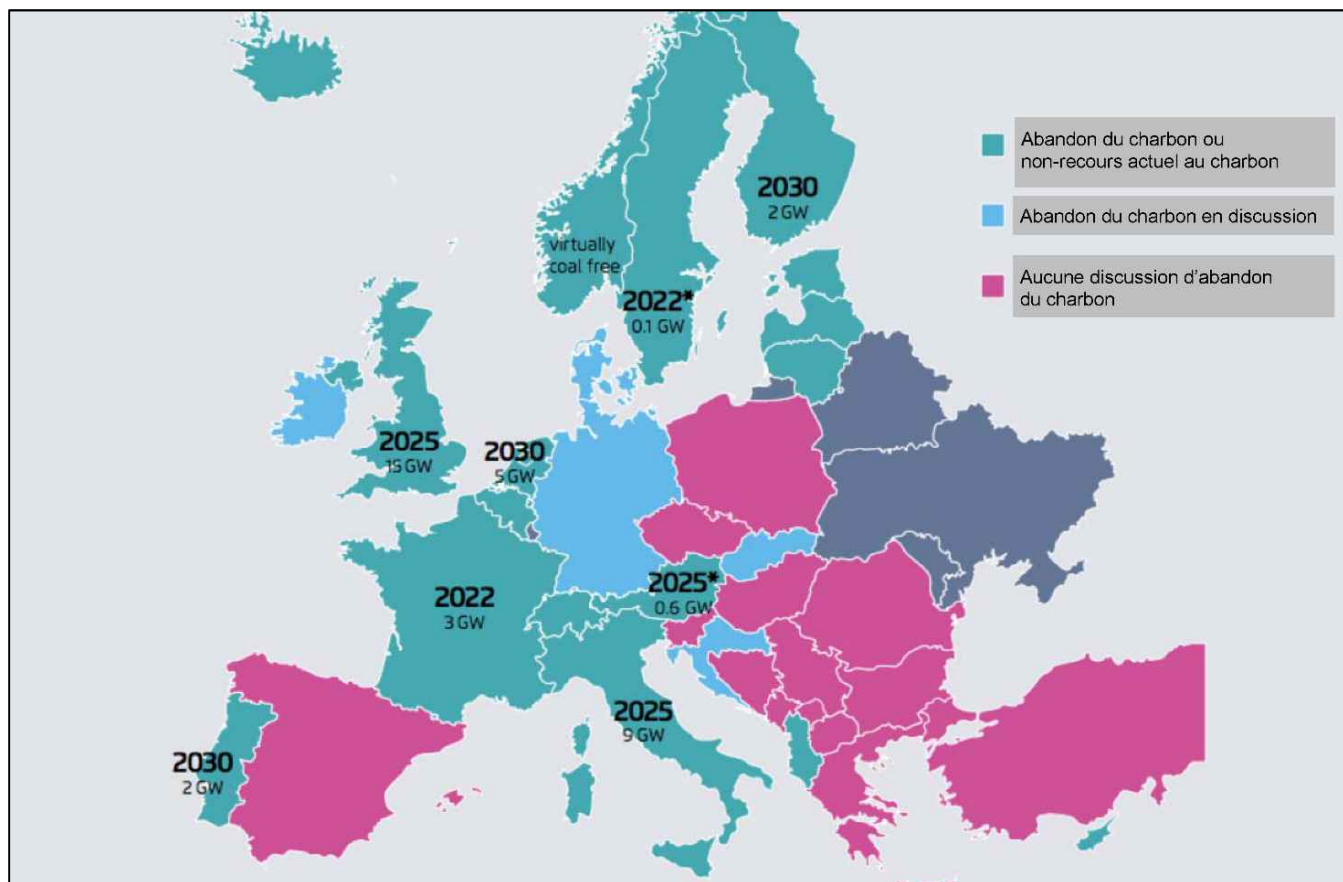 Abandon du charbon ou
non-recours actuel au charbon
Abandon du charbon en discussion
Aucune discussion d'abandon
du charbon
2030
2 GW
virtually
coal free
2022*
0.1 GW
2025
15 GW
2030
5 GW
2025*
0.6 GW
2022
3 GW
2025
9 GW
2030
2 GW